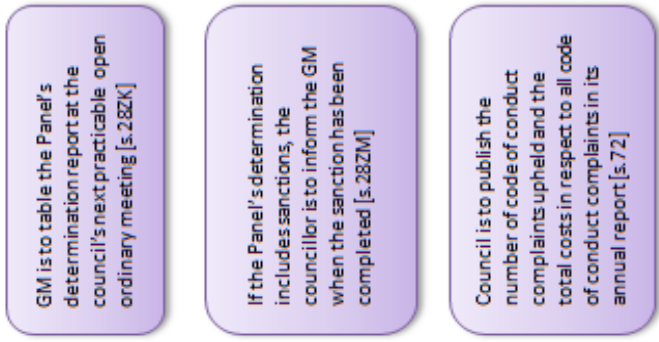 GM is to table the Panel's
determination report at the
council's next practicable open
ordinary meeting [s.28ZK]
If the Panel's determination
includes sanctions, the
councillor is to inform the GM
when the sanction has been
completed [s.28ZM]
Council is to publish the
number of code of conduct
complaints upheld and the
total costs in respect to all code
of conduct complaints in its
annual report [s.72]